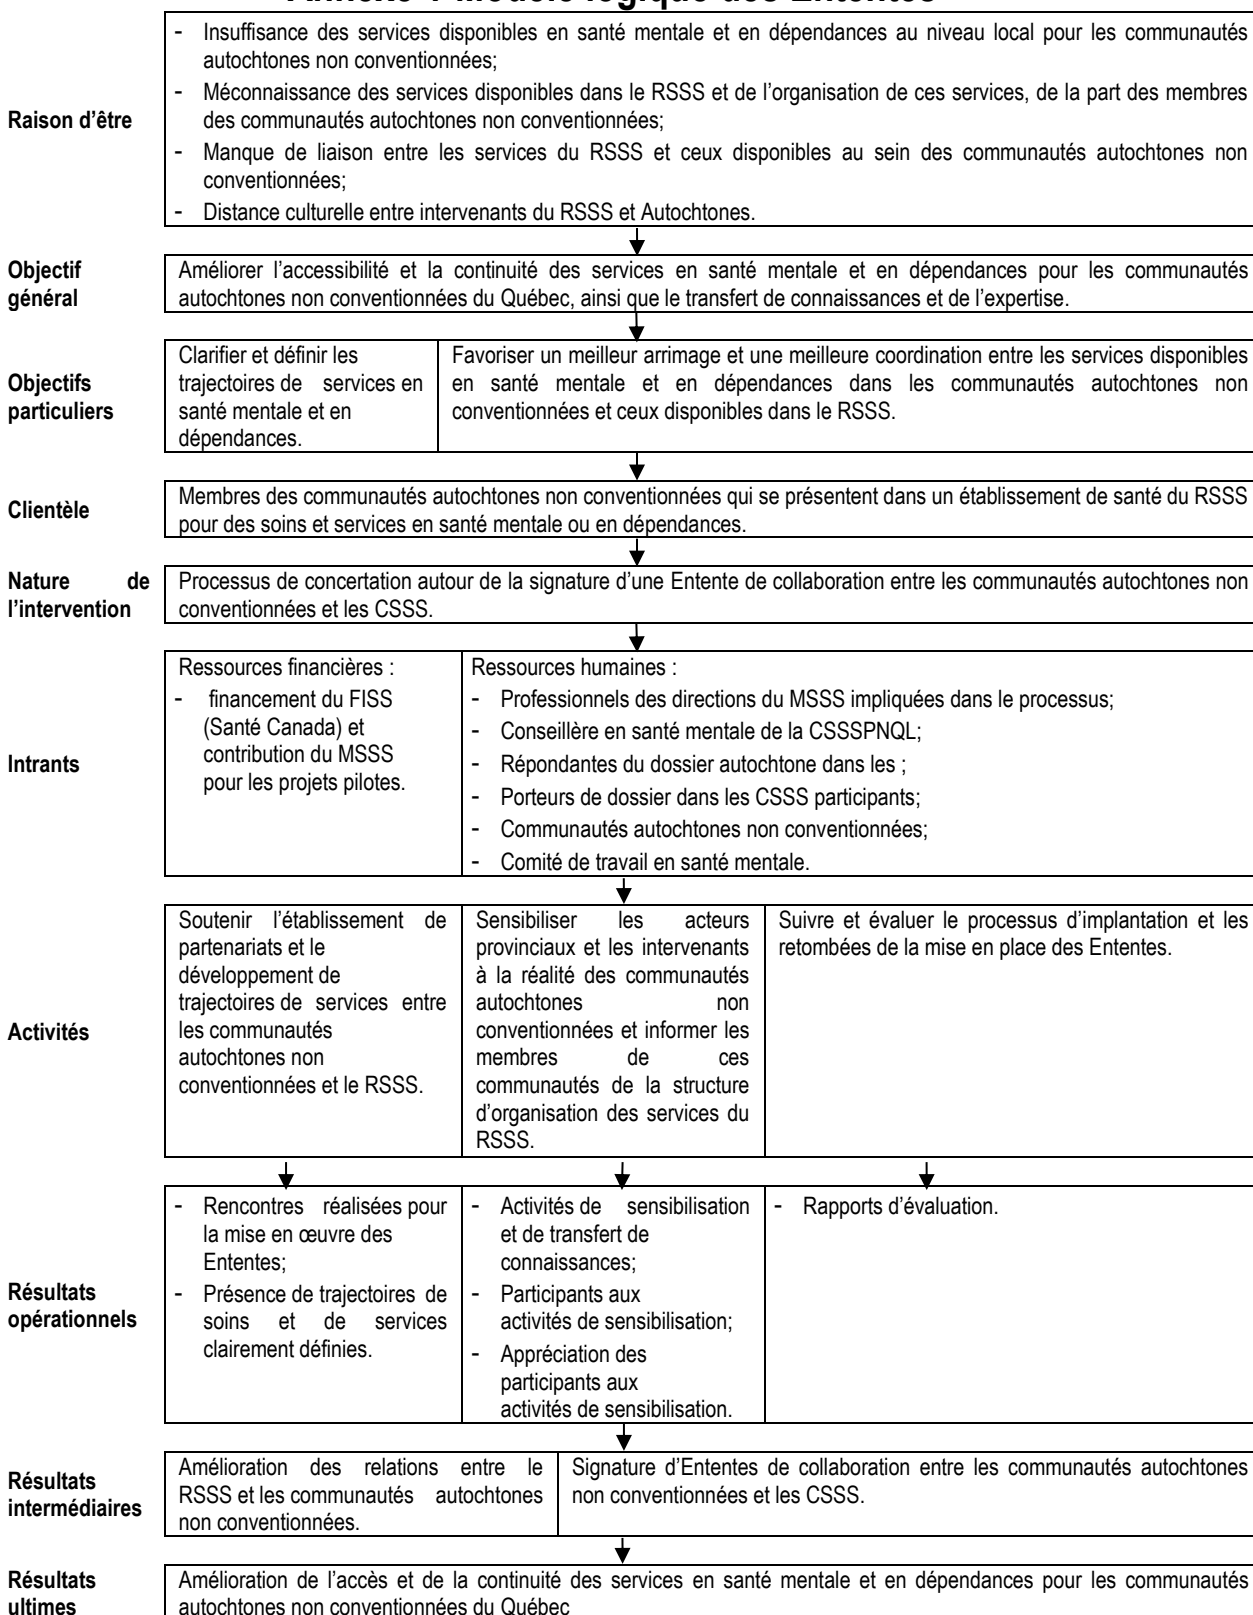 Annexe 1 Modèle logique des Ententes
Raison d'être
- Insuffisance des services disponibles en santé mentale et en dépendances au niveau local pour les communautés
autochtones non conventionnées;
- Méconnaissance des services disponibles dans le RSSS et de l'organisation de ces services, de la part des membres
des communautés autochtones non conventionnées;
- Manque de liaison entre les services du RSSS et ceux disponibles au sein des communautés autochtones non
conventionnées;
- Distance culturelle entre intervenants du RSSS et Autochtones.
Objectif
général
Améliorer l'accessibilité et la continuité des services en santé mentale et en dépendances pour les communautés
autochtones non conventionnées du Québec, ainsi que le transfert de connaissances et de l'expertise.
Objectifs
particuliers
Clarifier et définir les
trajectoires de services en
santé mentale et en
dépendances.
Favoriser un meilleur arrimage et une meilleure coordination entre les services disponibles
en santé mentale et en dépendances dans les communautés autochtones non
conventionnées et ceux disponibles dans le RSSS.
Clientèle
Membres des communautés autochtones non conventionnées qui se présentent dans un établissement de santé du RSSS
pour des soins et services en santé mentale ou en dépendances.
Nature de
l'intervention
Processus de concertation autour de la signature d'une Entente de collaboration entre les communautés autochtones non
conventionnées et les CSSS.
Intrants
Ressources financières :
- financement du FISS
(Santé Canada) et
contribution du MSSS
pour les projets pilotes.
Ressources humaines :
- Professionnels des directions du MSSS impliquées dans le processus;
- Conseillère en santé mentale de la CSSSPNQL;
- Répondantes du dossier autochtone dans les ;
- Porteurs de dossier dans les CSSS participants;
- Communautés autochtones non conventionnées;
- Comité de travail en santé mentale.
Activités
Soutenir l'établissement de
partenariats et le
développement de
trajectoires de services entre
les communautés
autochtones non
conventionnées et le RSSS.
Sensibiliser les acteurs
provinciaux et les intervenants
à la réalité des communautés
autochtones non
conventionnées et informer les
membres de ces
communautés de la structure
d'organisation des services du
RSSS.
Suivre et évaluer le processus d'implantation et les
retombées de la mise en place des Ententes.
Résultats
opérationnels
- Rencontres réalisées pour
la mise en œuvre des
Ententes;
- Présence de trajectoires de
soins et de services
clairement définies.
- Activités de sensibilisation
et de transfert de
connaissances;
- Participants aux
activités de sensibilisation;
- Appréciation des
participants aux
activités de sensibilisation.
- Rapports d'évaluation.
Résultats
intermédiaires
Amélioration des relations entre le
RSSS et les communautés autochtones
non conventionnées.
Signature d'Ententes de collaboration entre les communautés autochtones
non conventionnées et les CSSS.
Résultats
ultimes
Amélioration de l'accès et de la continuité des services en santé mentale et en dépendances pour les communautés
autochtones non conventionnées du Québec